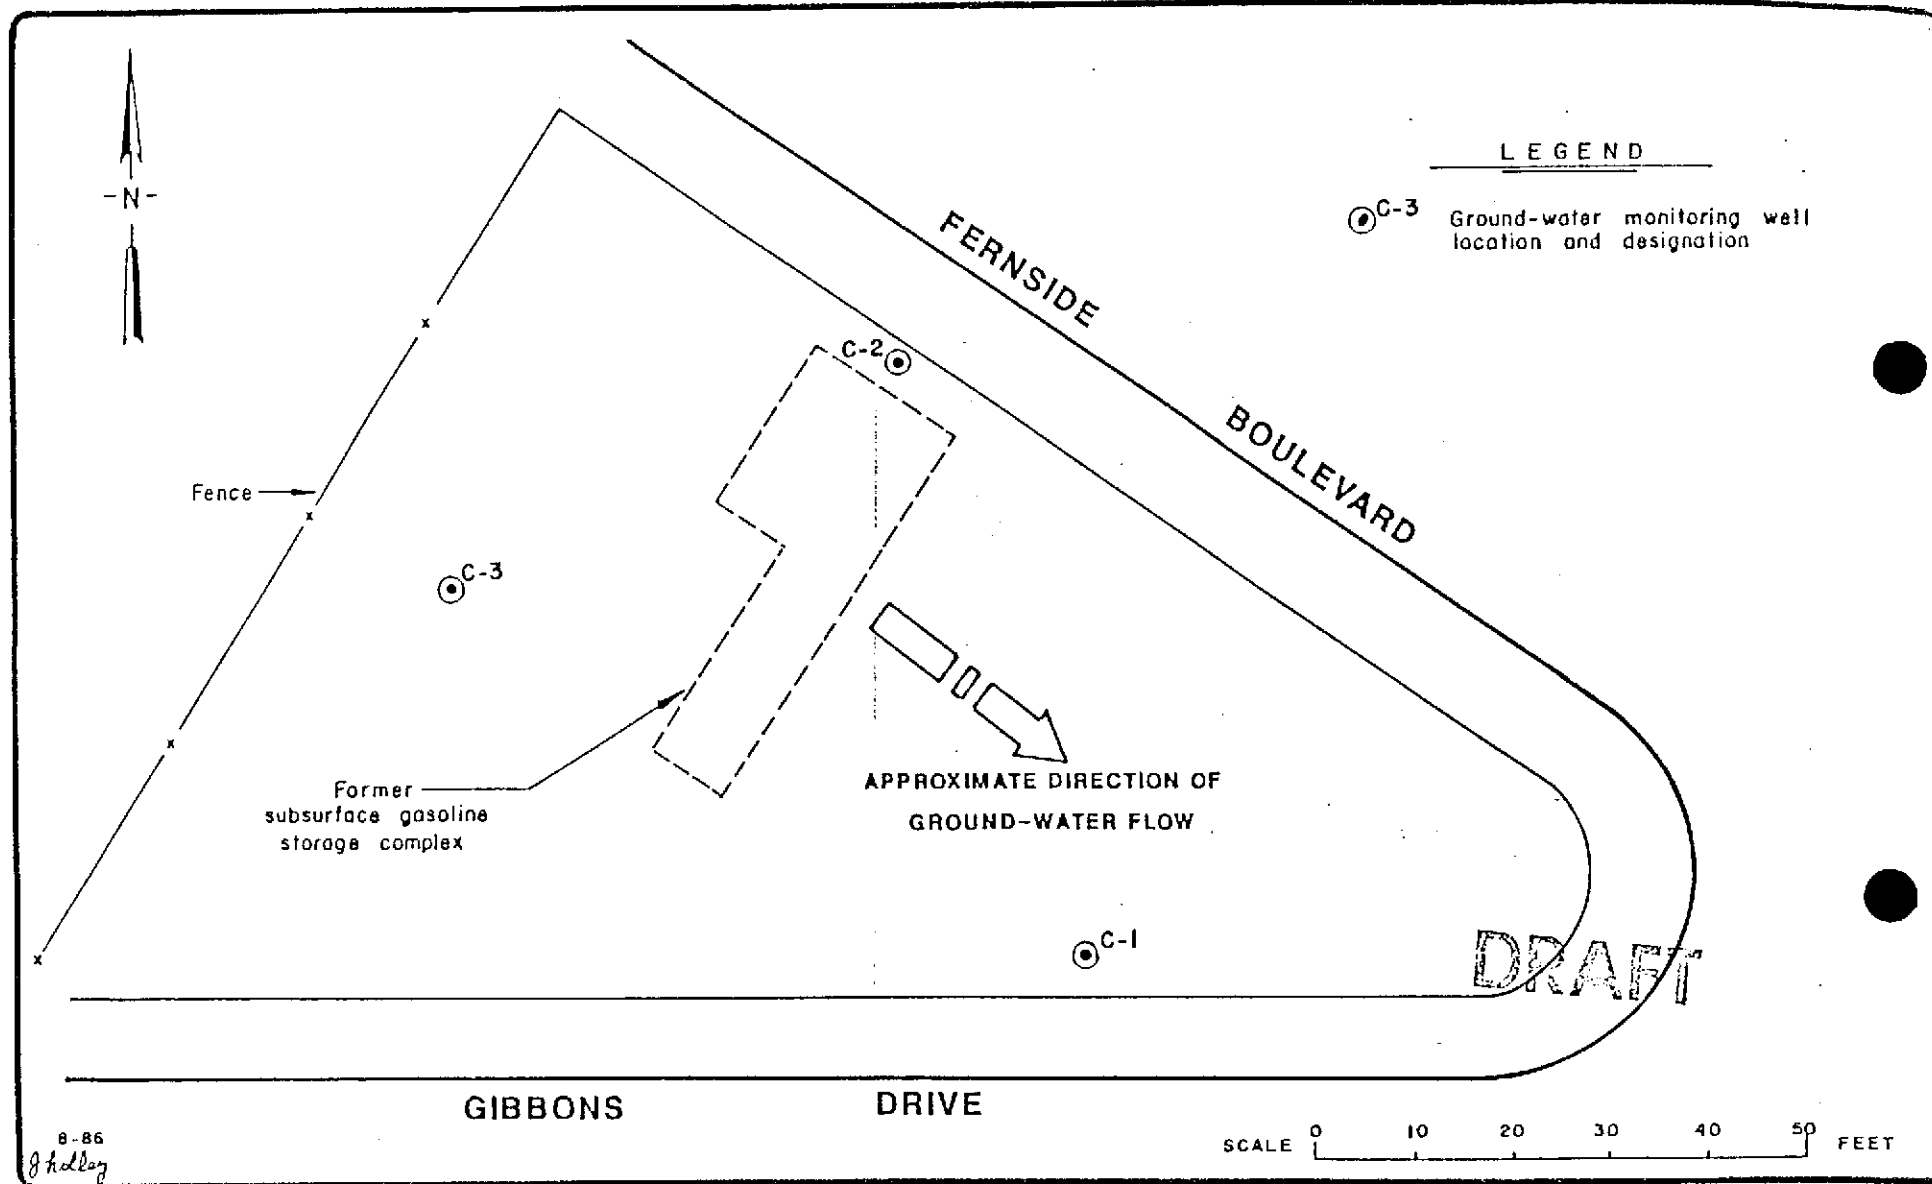 -N-
LEGEND
C-3 Ground-water monitoring well
location and designation
FERNSIDE
BOULEVARD
C-2
Fence
C-3
Former
subsurface gasoline
storage complex
APPROXIMATE DIRECTION OF
GROUND-WATER FLOW
C-1
DRAFT
GIBBONS DRIVE
8-86
SCALE 0 10 20 30 40 50 FEET